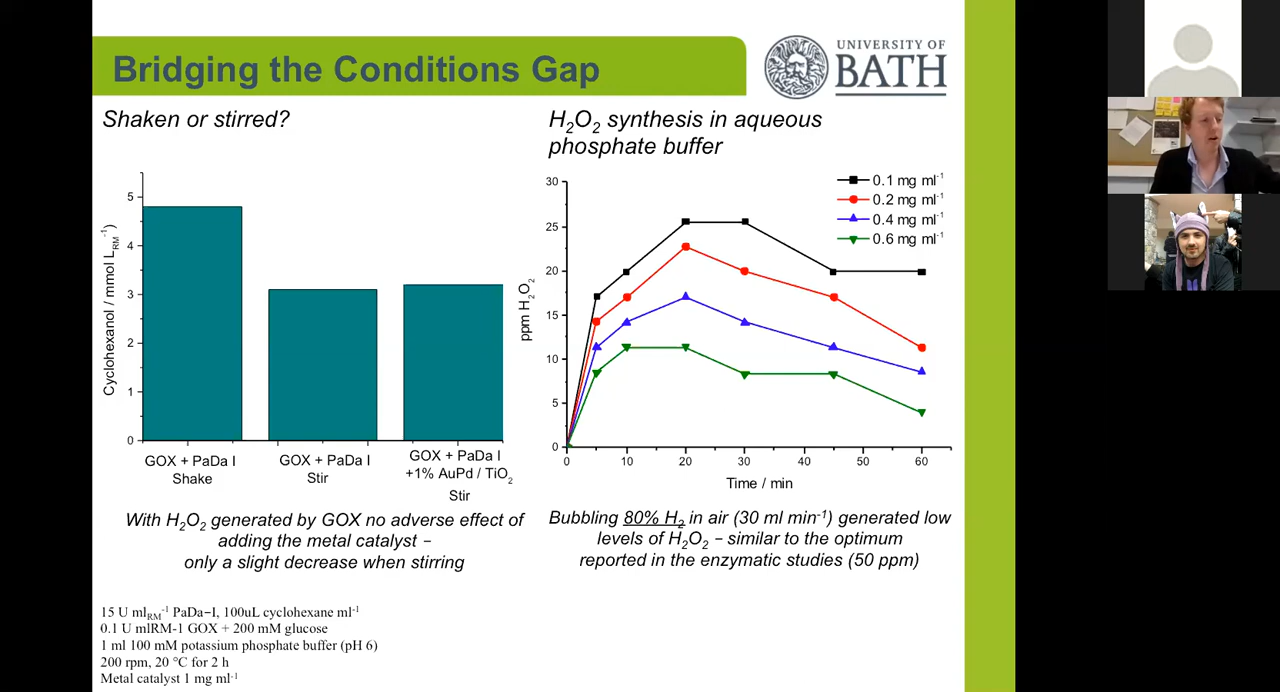 Bridging the Conditions Gap
UNIVERSITY OF
BATH
Shaken or stirred?
Cyclohexanol / mmol L_RM^-1)
5
4
3
2
1
0
GOX + PaDa I
Shake
GOX + PaDa I
Stir
GOX + PaDa I
+1% AuPd / TiO₂
Stir
With H₂O₂ generated by GOX no adverse effect of
adding the metal catalyst –
only a slight decrease when stirring
H₂O₂ synthesis in aqueous
phosphate buffer
0.1 mg ml⁻¹
0.2 mg ml⁻¹
0.4 mg ml⁻¹
0.6 mg ml⁻¹
ppm H₂O₂
30
25
20
15
10
5
0
0 10 20 30 40 50 60
Time / min
Bubbling 80% H₂ in air (30 ml min⁻¹) generated low
levels of H₂O₂ – similar to the optimum
reported in the enzymatic studies (50 ppm)
15 U ml_RM^-1 PaDa–I, 100uL cyclohexane ml⁻¹
0.1 U mlRM-1 GOX + 200 mM glucose
1 ml 100 mM potassium phosphate buffer (pH 6)
200 rpm, 20 °C for 2 h
Metal catalyst 1 mg ml⁻¹